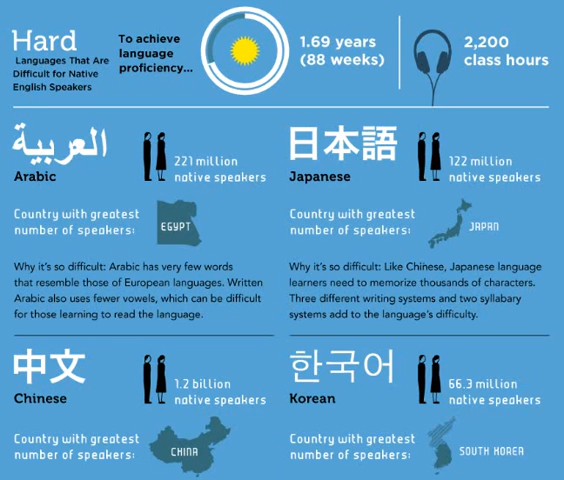 Hard
Languages That Are
Difficult for Native
English Speakers
To achieve
language
proficiency...
1.69 years
(88 weeks)
2,200
class hours
العربية
Arabic
221 million
native speakers
Country with greatest
number of speakers:
EGYPT
Why it's so difficult: Arabic has very few words
that resemble those of European languages. Written
Arabic also uses fewer vowels, which can be difficult
for those learning to read the language.
日本語
Japanese
122 million
native speakers
Country with greatest
number of speakers:
JAPAN
Why it's so difficult: Like Chinese, Japanese language
learners need to memorize thousands of characters.
Three different writing systems and two syllabary
systems add to the language's difficulty.
中文
Chinese
1.2 billion
native speakers
Country with greatest
number of speakers:
CHINA
한국어
Korean
66.3 million
native speakers
Country with greatest
number of speakers:
SOUTH KOREA